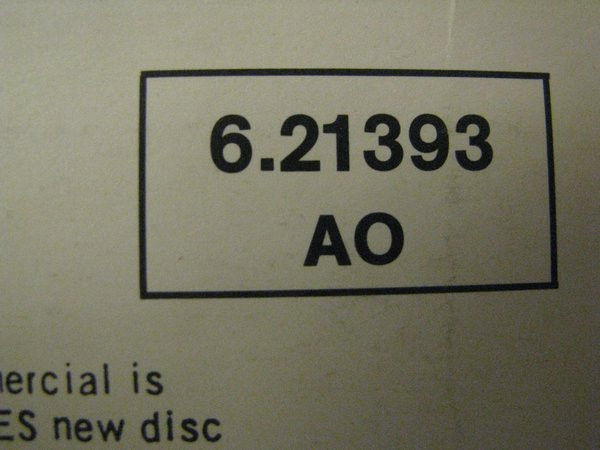 6.21393
AO
ercial is
ES new disc